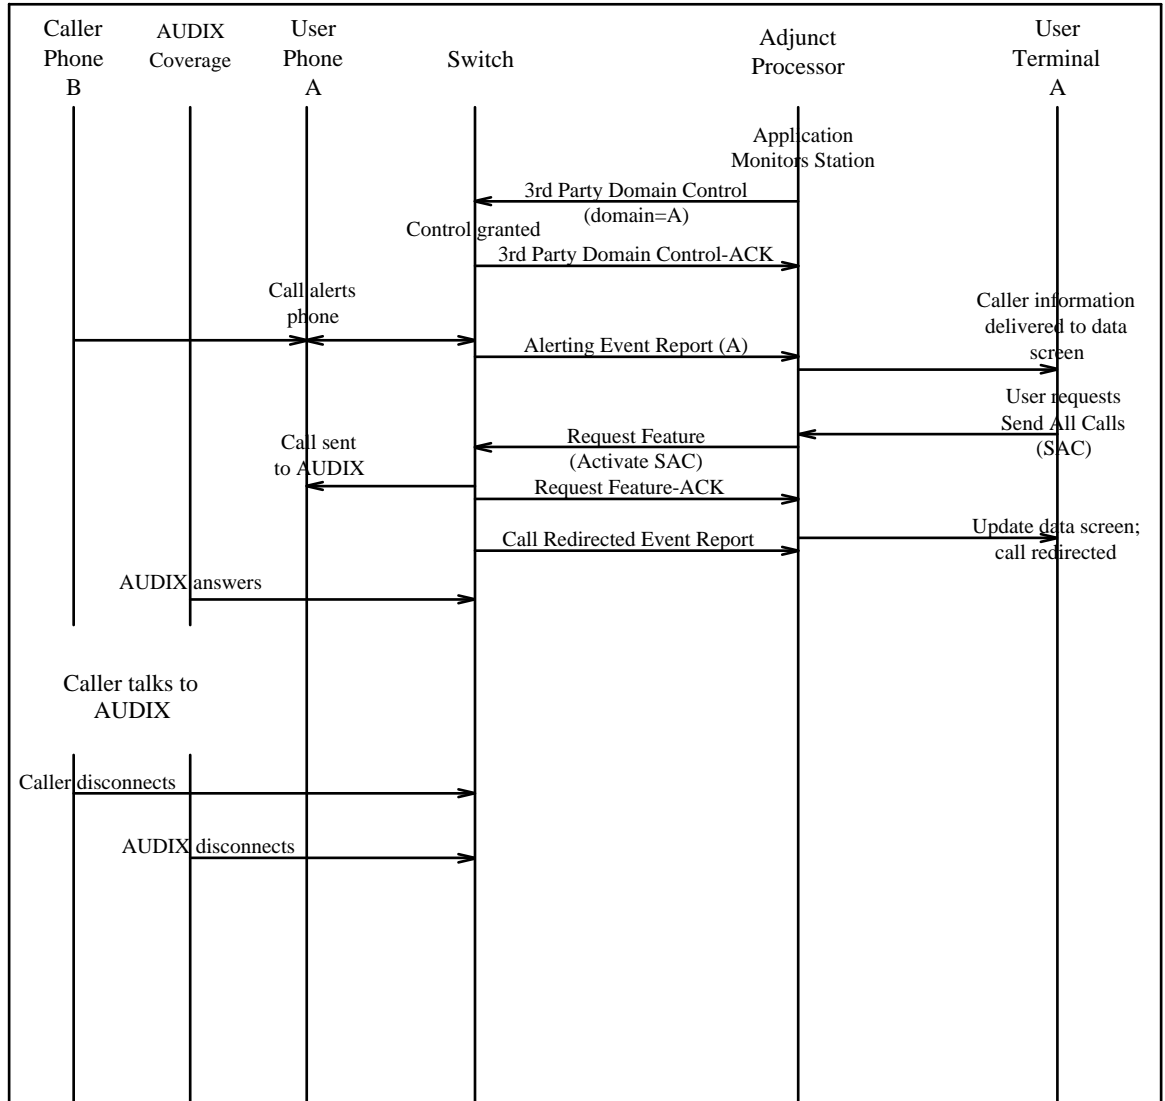 Caller
Phone
B
AUDIX
Coverage
User
Phone
A
Switch
Adjunct
Processor
User
Terminal
A
Application
Monitors Station
3rd Party Domain Control
(domain=A)
Control granted
3rd Party Domain Control-ACK
Call alerts
phone
Caller information
delivered to data
screen
Alerting Event Report (A)
User requests
Send All Calls
(SAC)
Request Feature
(Activate SAC)
Call sent
to AUDIX
Request Feature-ACK
Update data screen;
call redirected
Call Redirected Event Report
AUDIX answers
Caller talks to
AUDIX
Caller disconnects
AUDIX disconnects